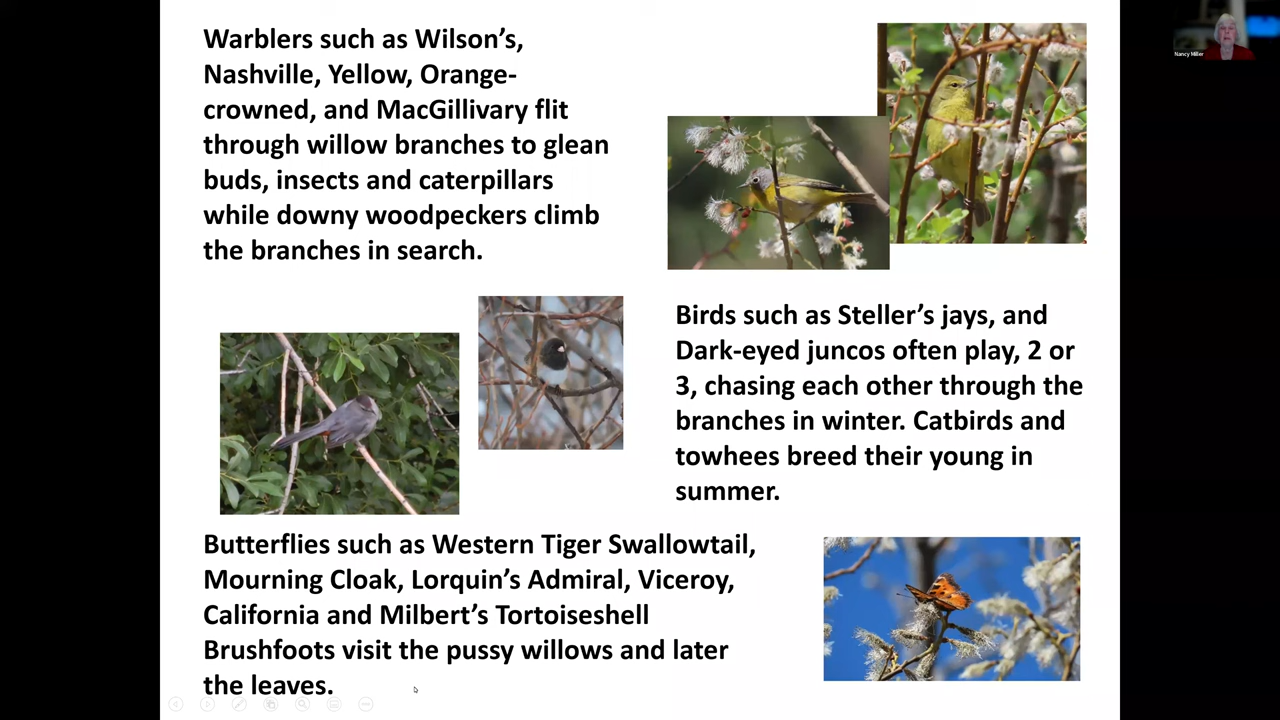 Warblers such as Wilson’s,
Nashville, Yellow, Orange-
crowned, and MacGillivary flit
through willow branches to glean
buds, insects and caterpillars
while downy woodpeckers climb
the branches in search.
Birds such as Steller’s jays, and
Dark-eyed juncos often play, 2 or
3, chasing each other through the
branches in winter. Catbirds and
towhees breed their young in
summer.
Butterflies such as Western Tiger Swallowtail,
Mourning Cloak, Lorquin’s Admiral, Viceroy,
California and Milbert’s Tortoiseshell
Brushfoots visit the pussy willows and later
the leaves.
Nancy Miller